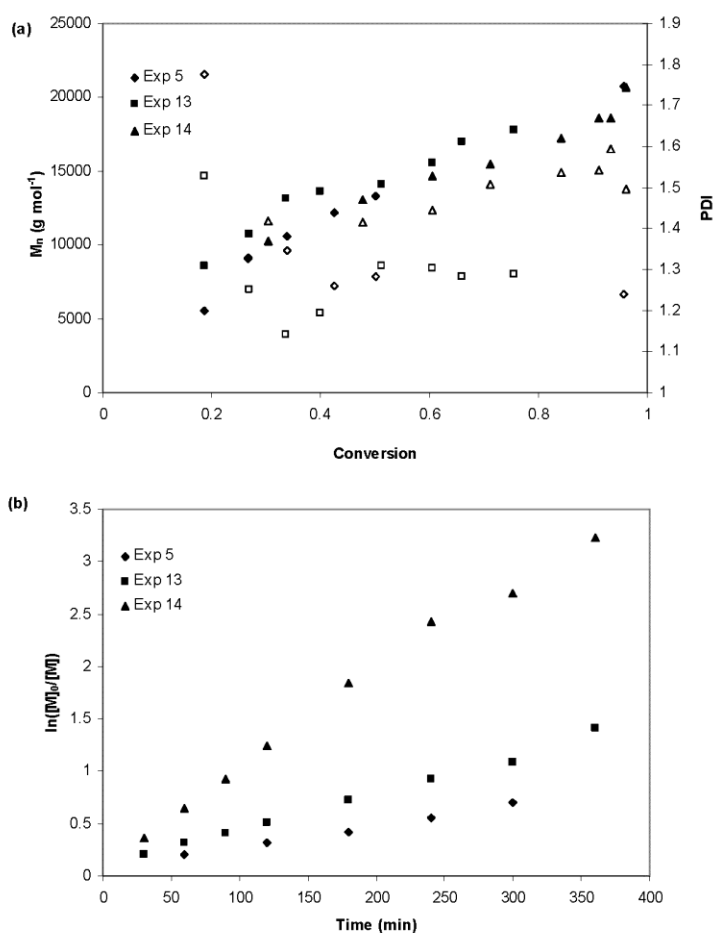 (a)
25000
20000
15000
10000
5000
0
Mn (g mol-1)
Exp 5
Exp 13
Exp 14
1.9
1.8
1.7
1.6
1.5
1.4
1.3
1.2
1.1
1
PDI
0 0.2 0.4 0.6 0.8 1
Conversion
(b)
3.5
3
2.5
2
1.5
1
0.5
0
ln([M]0/[M])
Exp 5
Exp 13
Exp 14
0 50 100 150 200 250 300 350 400
Time (min)